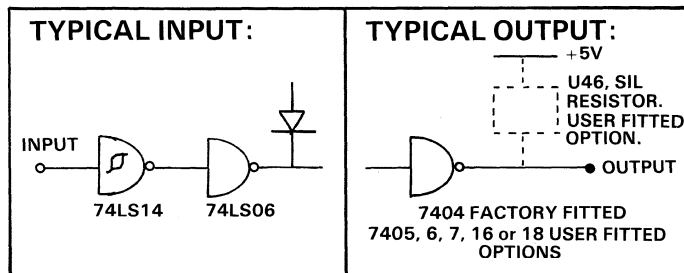 TYPICAL INPUT:
INPUT
74LS14
74LS06
TYPICAL OUTPUT:
+5V
U46, SIL
RESISTOR.
USER FITTED
OPTION.
OUTPUT
7404 FACTORY FITTED
7405, 6, 7, 16 or 18 USER FITTED
OPTIONS